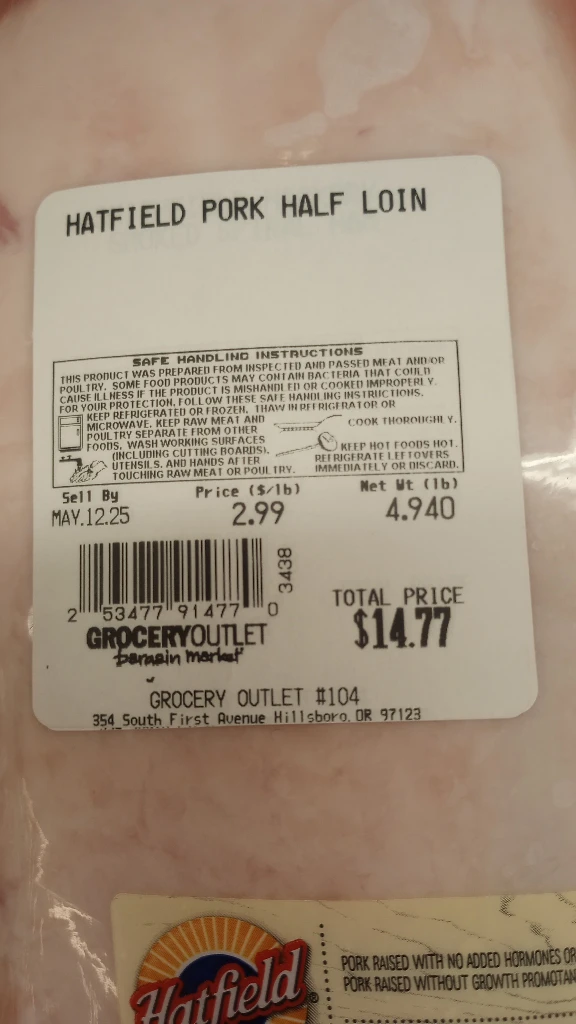 HATFIELD PORK HALF LOIN
SAFE HANDLING INSTRUCTIONS
THIS PRODUCT WAS PREPARED FROM INSPECTED AND PASSED MEAT AND/OR
POULTRY. SOME FOOD PRODUCTS MAY CONTAIN BACTERIA THAT COULD
CAUSE ILLNESS IF THE PRODUCT IS MISHANDLED OR COOKED IMPROPERLY.
FOR YOUR PROTECTION, FOLLOW THESE SAFE HANDLING INSTRUCTIONS.
KEEP REFRIGERATED OR FROZEN. THAW IN REFRIGERATOR OR
MICROWAVE. KEEP RAW MEAT AND
POULTRY SEPARATE FROM OTHER
FOODS. WASH WORKING SURFACES
(INCLUDING CUTTING BOARDS),
UTENSILS, AND HANDS AFTER
TOUCHING RAW MEAT OR POULTRY.
COOK THOROUGHLY.
KEEP HOT FOODS HOT.
REFRIGERATE LEFTOVERS
IMMEDIATELY OR DISCARD.
Sell By
MAY.12.25
Price ($/lb)
2.99
Net Wt (lb)
4.940
2 53477 91477 0
3438
TOTAL PRICE
$14.77
GROCERYOUTLET
bargain market
GROCERY OUTLET #104
354 South First Avenue Hillsboro, OR 97123
Hatfield®
PORK RAISED WITH NO ADDED HORMONES OR
PORK RAISED WITHOUT GROWTH